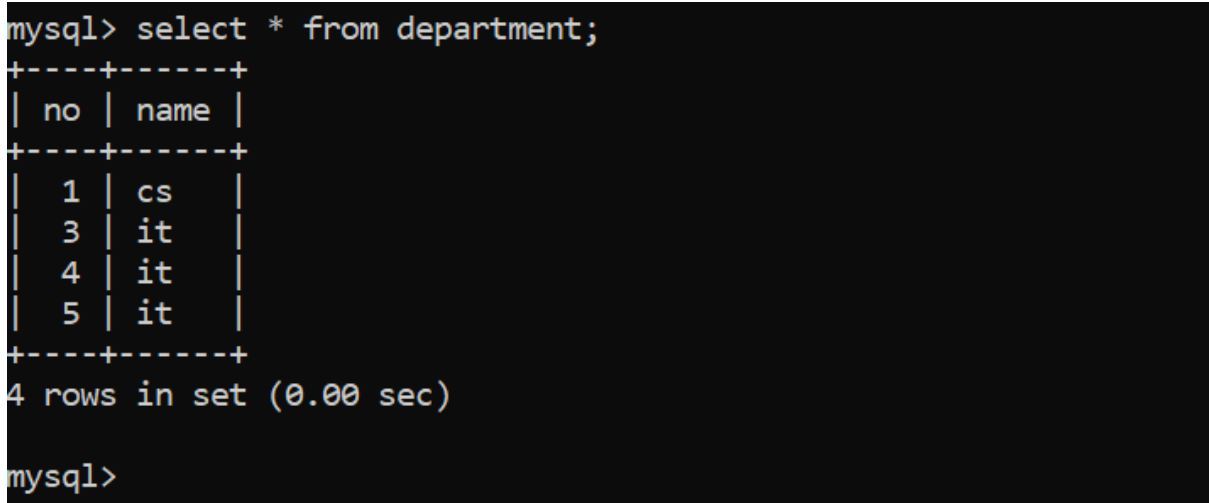 mysql> select * from department;
+----+------+
| no | name |
+----+------+
|  1 | cs   |
|  3 | it   |
|  4 | it   |
|  5 | it   |
+----+------+
4 rows in set (0.00 sec)
mysql>